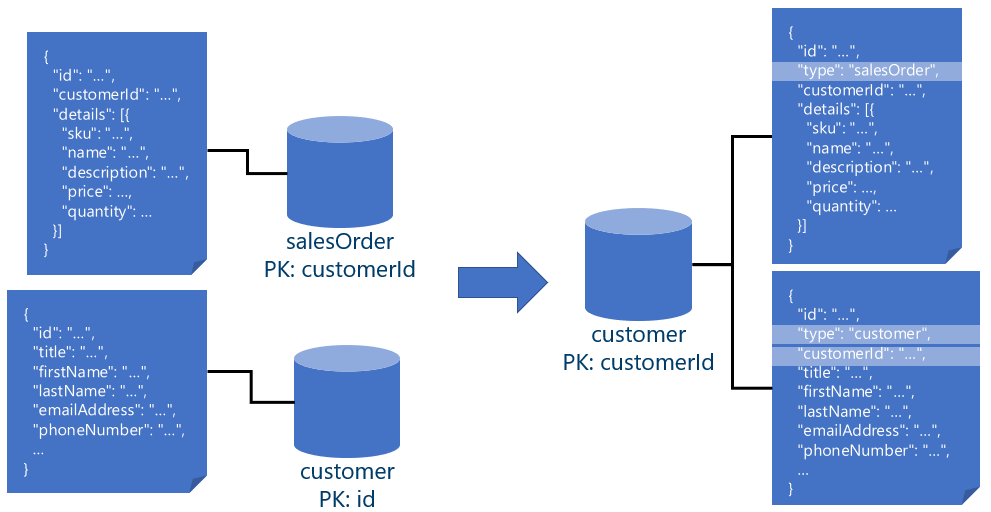 {
"id": "...",
"customerId": "...",
"details": [{
"sku": "...",
"name": "...",
"description": "...",
"price": ...,
"quantity": ...
}]
}
salesOrder
PK: customerId
{
"id": "...",
"title": "...",
"firstName": "...",
"lastName": "...",
"emailAddress": "...",
"phoneNumber": "...",
...
}
customer
PK: id
customer
PK: customerId
{
"id": "...",
"type": "salesOrder",
"customerId": "...",
"details": [{
"sku": "...",
"name": "...",
"description": "...",
"price": ...,
"quantity": ...
}]
}
{
"id": "...",
"type": "customer",
"customerId": "...",
"title": "...",
"firstName": "...",
"lastName": "...",
"emailAddress": "...",
"phoneNumber": "...",
...
}